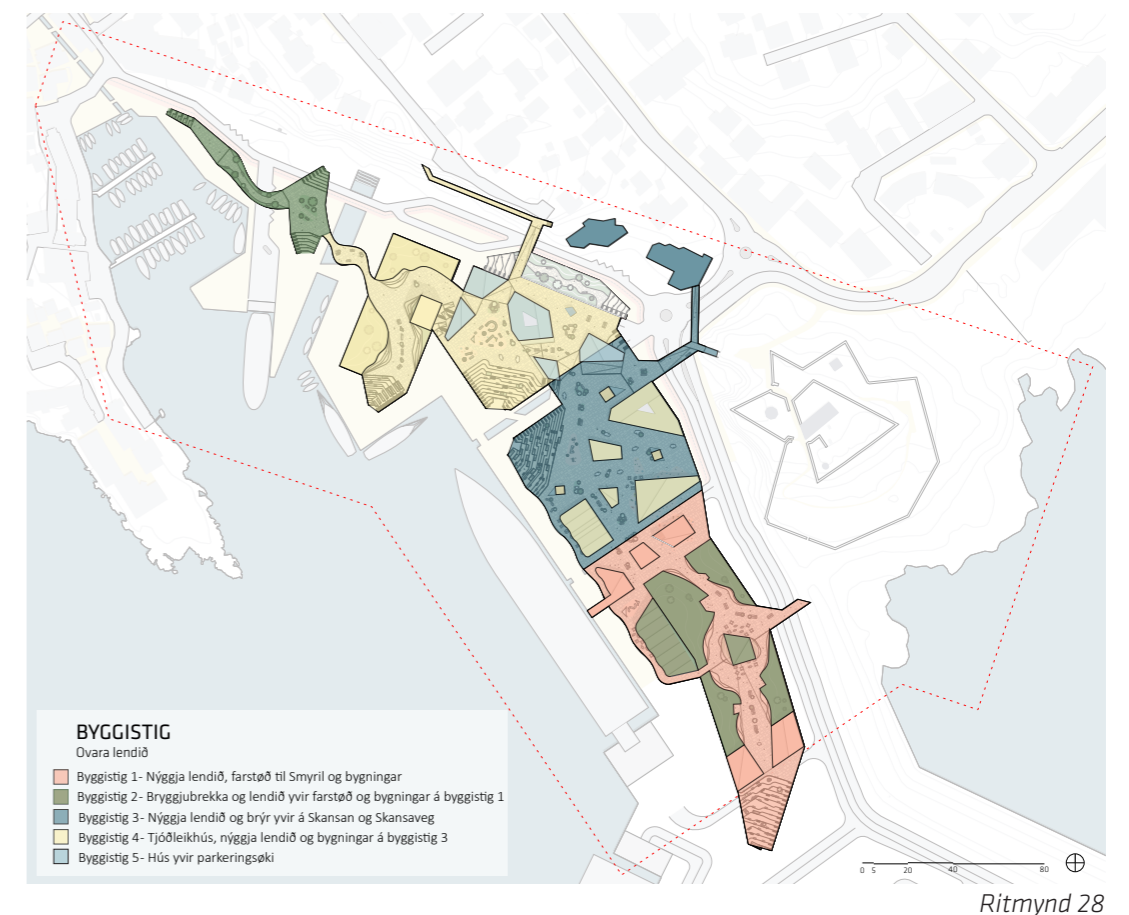 BYGGISTIG
Ovara lendið
Byggistig 1- Nýggja lendið, farstøð til Smyril og bygningar
Byggistig 2- Bryggjubrekka og lendið yvir farstøð og bygningar á byggistig 1
Byggistig 3- Nýggja lendið og brýr yvir á Skansan og Skansaveg
Byggistig 4- Tjóðleikhús, nýggja lendið og bygningar á byggistig 3
Byggistig 5- Hús yvir parkeringsøki
0 5 20 40 80
Ritmynd 28